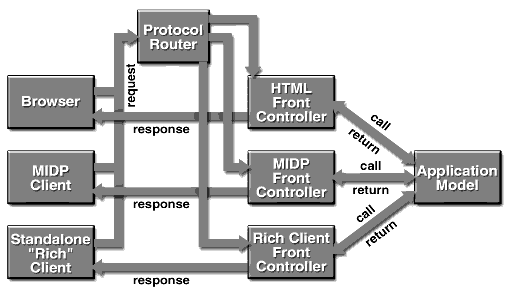 Protocol
Router
request
Browser
HTML
Front
Controller
response
call
return
MIDP
Client
MIDP
Front
Controller
response
call
return
Application
Model
Standalone
"Rich"
Client
Rich Client
Front
Controller
response
call
return